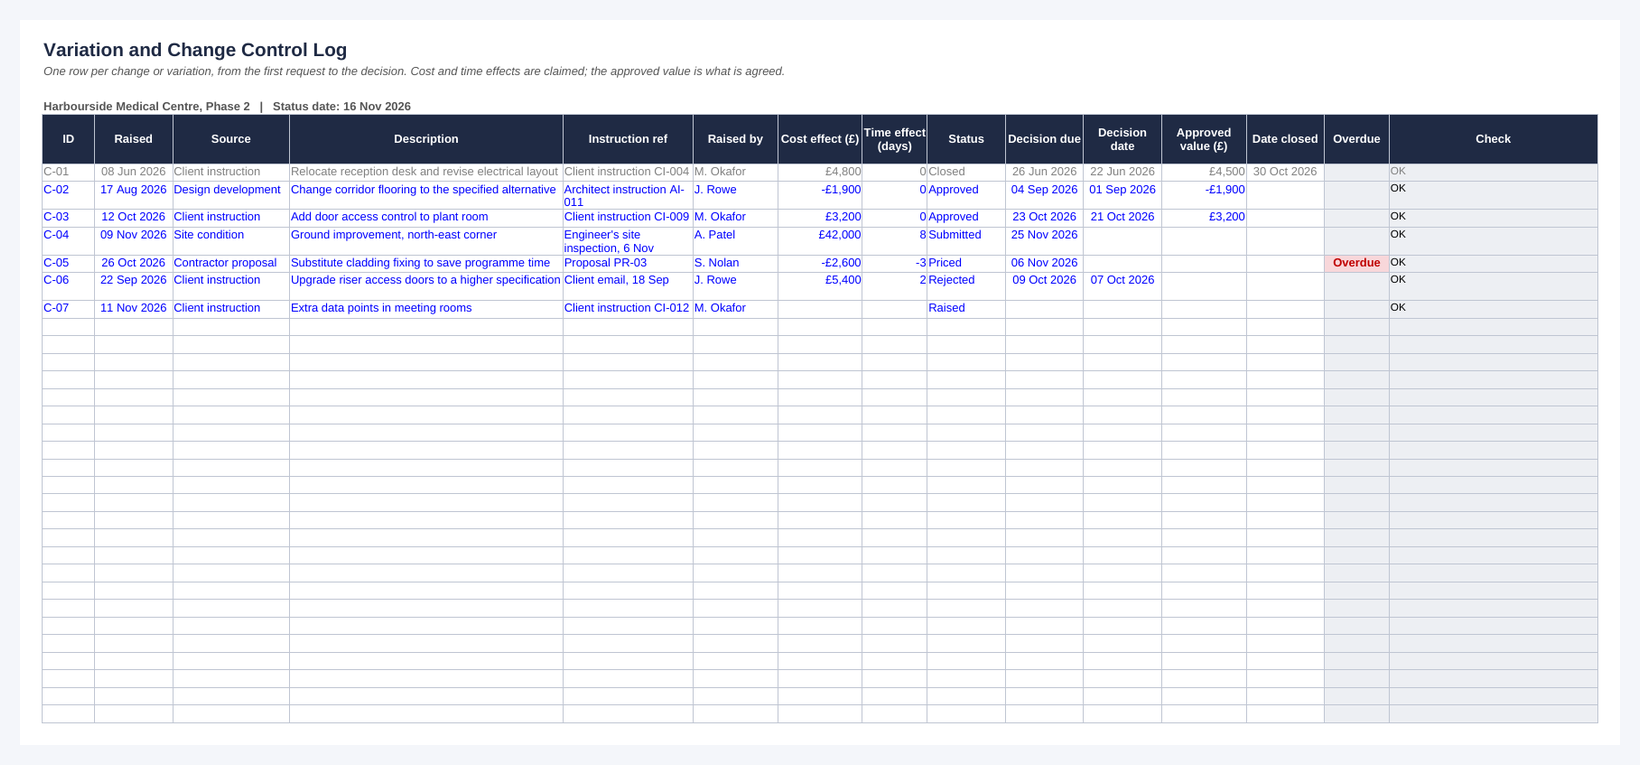 Variation and Change Control Log
One row per change or variation, from the first request to the decision. Cost and time effects are claimed; the approved value is what is agreed.
Harbourside Medical Centre, Phase 2 | Status date: 16 Nov 2026
ID Raised Source Description Instruction ref Raised by Cost effect (£) Time effect (days) Status Decision due Decision date Approved value (£) Date closed Overdue Check
C-01 08 Jun 2026 Client instruction Relocate reception desk and revise electrical layout Client instruction CI-004 M. Okafor £4,800 0 Closed 26 Jun 2026 22 Jun 2026 £4,500 30 Oct 2026 OK
C-02 17 Aug 2026 Design development Change corridor flooring to the specified alternative Architect instruction AI-011 J. Rowe -£1,900 0 Approved 04 Sep 2026 01 Sep 2026 -£1,900 OK
C-03 12 Oct 2026 Client instruction Add door access control to plant room Client instruction CI-009 M. Okafor £3,200 0 Approved 23 Oct 2026 21 Oct 2026 £3,200 OK
C-04 09 Nov 2026 Site condition Ground improvement, north-east corner Engineer's site inspection, 6 Nov A. Patel £42,000 8 Submitted 25 Nov 2026 OK
C-05 26 Oct 2026 Contractor proposal Substitute cladding fixing to save programme time Proposal PR-03 S. Nolan -£2,600 -3 Priced 06 Nov 2026 Overdue OK
C-06 22 Sep 2026 Client instruction Upgrade riser access doors to a higher specification Client email, 18 Sep J. Rowe £5,400 2 Rejected 09 Oct 2026 07 Oct 2026 OK
C-07 11 Nov 2026 Client instruction Extra data points in meeting rooms Client instruction CI-012 M. Okafor Raised OK